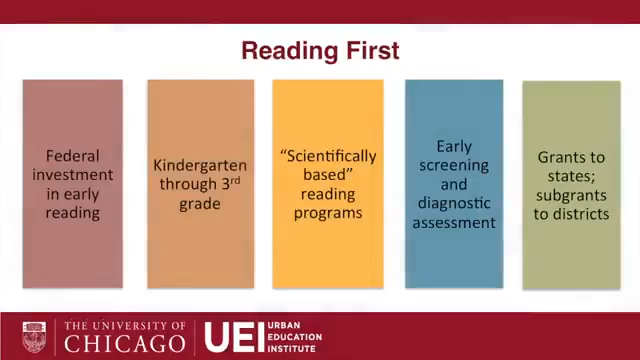 Reading First
Federal
investment
in early
reading
Kindergarten
through 3rd
grade
“Scientifically
based”
reading
programs
Early
screening
and
diagnostic
assessment
Grants to
states;
subgrants
to districts
THE UNIVERSITY OF
CHICAGO
UEI
URBAN
EDUCATION
INSTITUTE